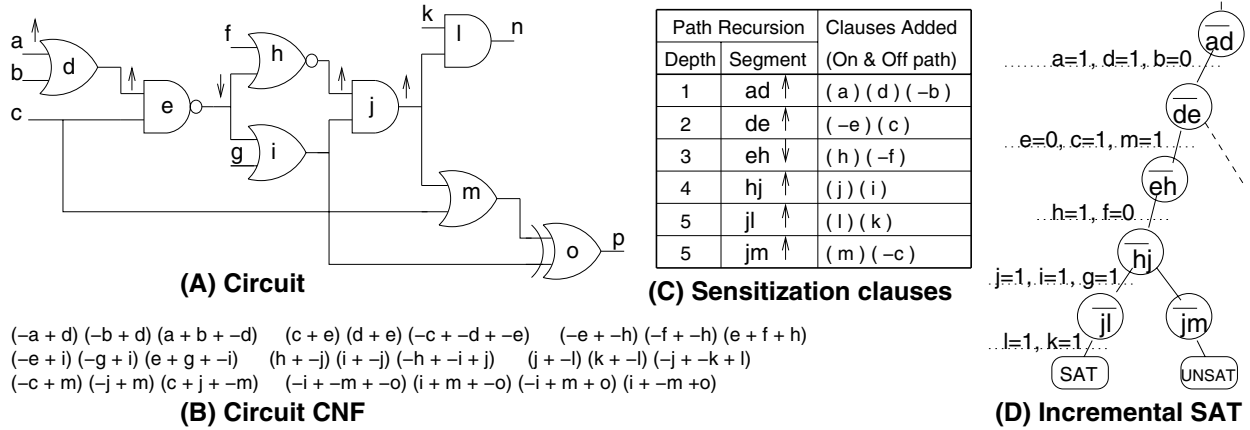 a
b
c
d
e
f
g
h
i
j
k
l
m
n
o
p
(A) Circuit
(-a + d) (-b + d) (a + b + -d) (c + e) (d + e) (-c + -d + -e) (-e + -h) (-f + -h) (e + f + h)
(-e + i) (-g + i) (e + g + -i) (h + -j) (i + -j) (-h + -i + j) (j + -l) (k + -l) (-j + -k + l)
(-c + m) (-j + m) (c + j + -m) (-i + -m + -o) (i + m + -o) (-i + m + o) (i + -m +o)
(B) Circuit CNF
Path Recursion Clauses Added
Depth Segment (On & Off path)
1 ad ↑ ( a ) ( d ) ( -b )
2 de ↑ ( -e ) ( c )
3 eh ↓ ( h ) ( -f )
4 hj ↑ ( j ) ( i )
5 jl ↑ ( l ) ( k )
5 jm ↑ ( m ) ( -c )
(C) Sensitization clauses
ad
a=1, d=1, b=0
de
e=0, c=1, m=1
eh
h=1, f=0
hj
j=1, i=1, g=1
jl jm
l=1, k=1
SAT UNSAT
(D) Incremental SAT